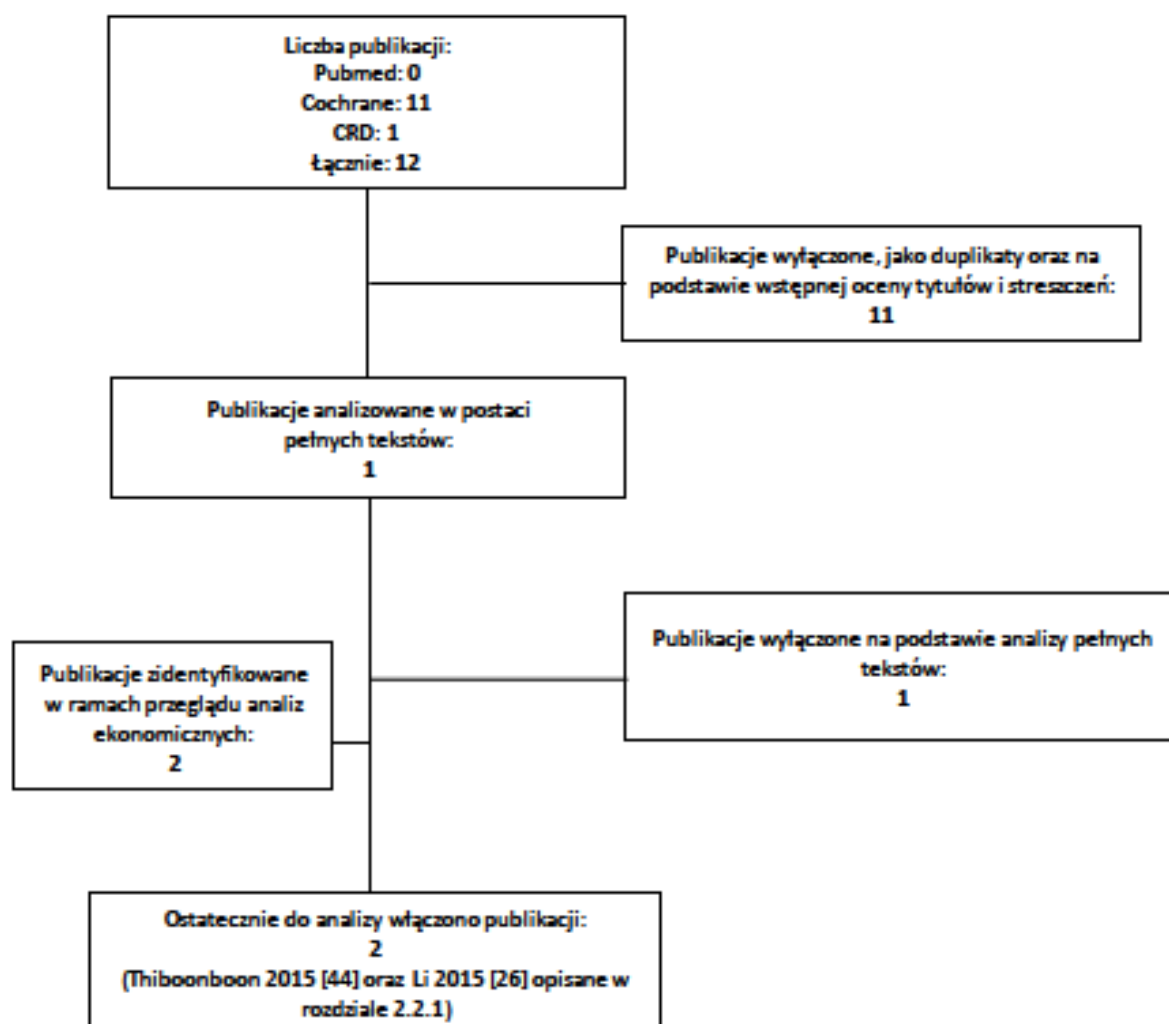 Liczba publikacji:
Pubmed: 0
Cochrane: 11
CRD: 1
Łącznie: 12
Publikacje wyłączone, jako duplikaty oraz na
podstawie wstępnej oceny tytułów i streszczeń:
11
Publikacje analizowane w postaci
pełnych tekstów:
1
Publikacje wyłączone na podstawie analizy pełnych
tekstów:
1
Publikacje zidentyfikowane
w ramach przeglądu analiz
ekonomicznych:
2
Ostatecznie do analizy włączono publikacji:
2
(Thiboonboon 2015 [44] oraz Li 2015 [26] opisane w
rozdziale 2.2.1)